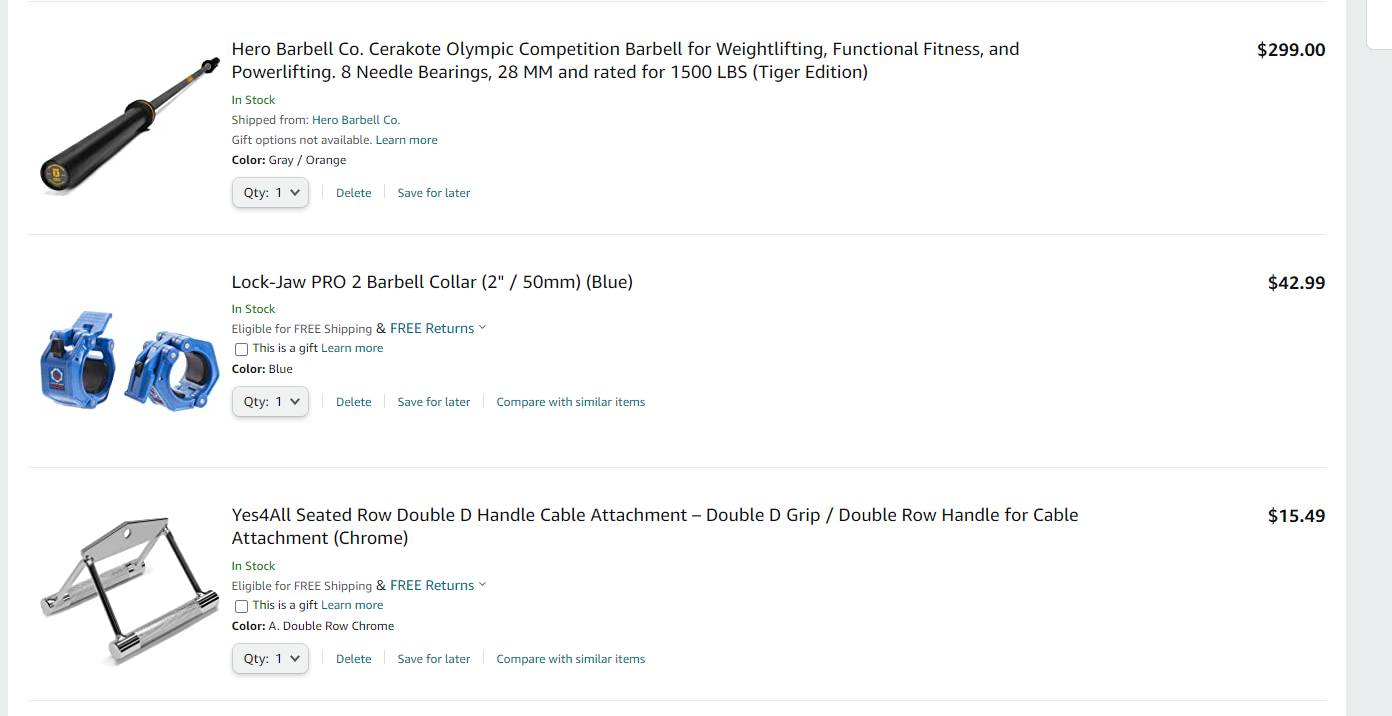 Hero Barbell Co. Cerakote Olympic Competition Barbell for Weightlifting, Functional Fitness, and
$299.00
Powerlifting. 8 Needle Bearings, 28 MM and rated for 1500 LBS (Tiger Edition)
In Stock
Shipped from: Hero Barbell Co.
Gift options not available. Learn more
Color: Gray / Orange
Qty: 1 Delete Save for later
Lock-Jaw PRO 2 Barbell Collar (2" / 50mm) (Blue)
$42.99
In Stock
Eligible for FREE Shipping & FREE Returns
This is a gift Learn more
Color: Blue
Qty: 1 Delete Save for later Compare with similar items
Yes4All Seated Row Double D Handle Cable Attachment – Double D Grip / Double Row Handle for Cable
$15.49
Attachment (Chrome)
In Stock
Eligible for FREE Shipping & FREE Returns
This is a gift Learn more
Color: A. Double Row Chrome
Qty: 1 Delete Save for later Compare with similar items